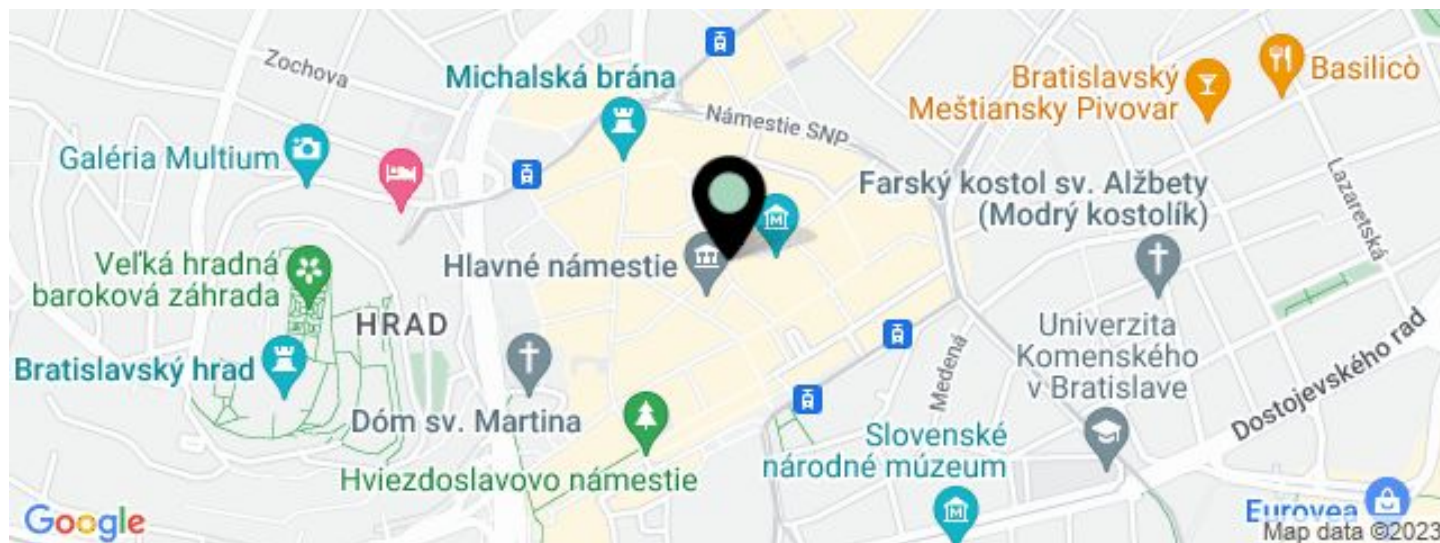 Zochova
Michalská brána
Námestie SNP
Bratislavský
Meštiansky Pivovar
Basilicò
Galéria Multium
Farský kostol sv. Alžbety
(Modrý kostolík)
Lazaretská
Veľká hradná
baroková záhrada
Hlavné námestie
HRAD
Univerzita
Komenského
v Bratislave
Medená
Bratislavský hrad
Dóm sv. Martina
Dostojevského rad
Slovenské
národné múzeum
Hviezdoslavovo námestie
Eurovea
Google
Map data ©2023